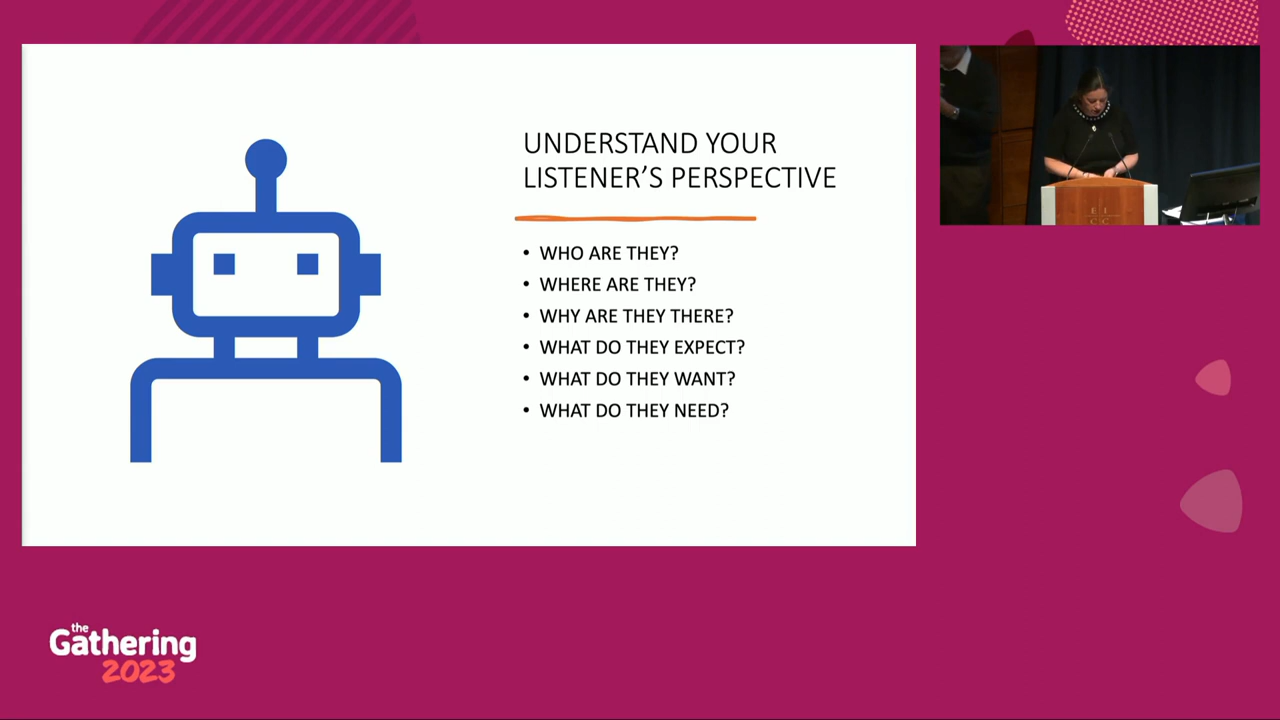 UNDERSTAND YOUR
LISTENER’S PERSPECTIVE
• WHO ARE THEY?
• WHERE ARE THEY?
• WHY ARE THEY THERE?
• WHAT DO THEY EXPECT?
• WHAT DO THEY WANT?
• WHAT DO THEY NEED?
E I
C C
the
Gathering
2023